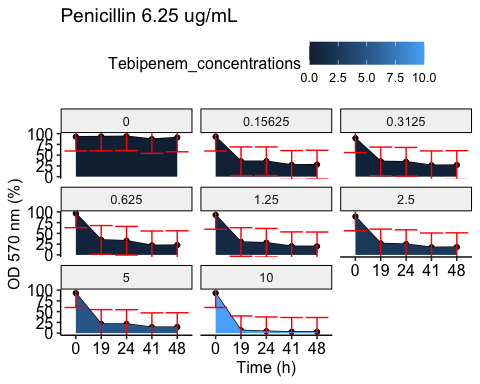 Penicillin 6.25 ug/mL
Tebipenem_concentrations
0.0 2.5 5.0 7.5 10.0
0 0.15625 0.3125
100
75
50
25
0
0.625 1.25 2.5
100
75
50
25
0
0 19 24 41 48
5 10
100
75
50
25
0
0 19 24 41 48 0 19 24 41 48
OD 570 nm (%)
Time (h)